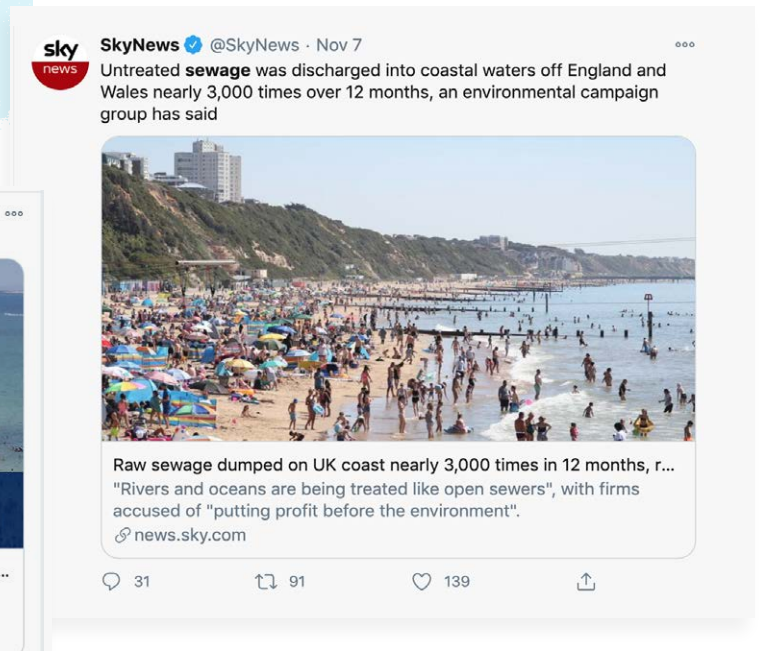 sky
news
SkyNews @SkyNews · Nov 7
Untreated sewage was discharged into coastal waters off England and
Wales nearly 3,000 times over 12 months, an environmental campaign
group has said
Raw sewage dumped on UK coast nearly 3,000 times in 12 months, r...
"Rivers and oceans are being treated like open sewers", with firms
accused of "putting profit before the environment".
news.sky.com
31 91 139
...